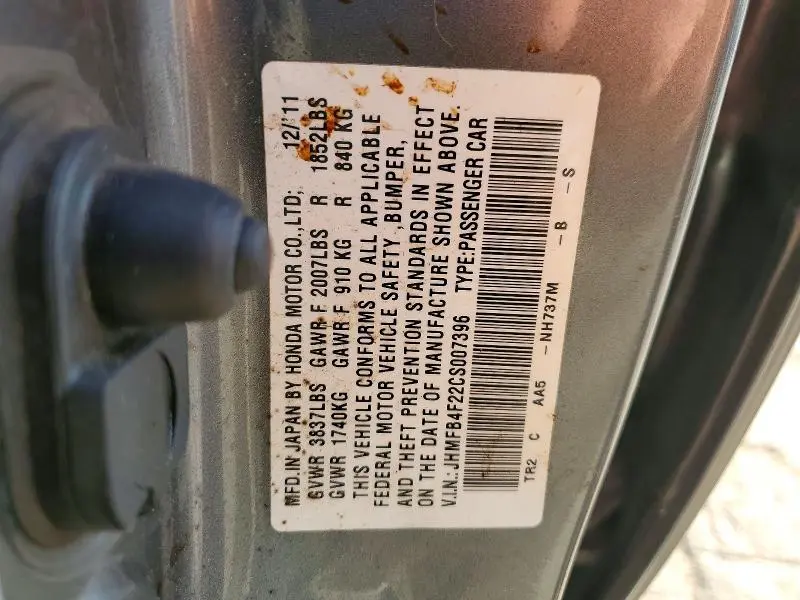 MFD.IN JAPAN BY HONDA MOTOR CO.,LTD; 12/11
GVWR 3837LBS GAWR F 2007LBS R 1852LBS
GVWR 1740KG GAWR F 910 KG R 840 KG
THIS VEHICLE CONFORMS TO ALL APPLICABLE
FEDERAL MOTOR VEHICLE SAFETY ,BUMPER,
AND THEFT PREVENTION STANDARDS IN EFFECT
ON THE DATE OF MANUFACTURE SHOWN ABOVE.
V.I.N.: JHMFB4F22CS007396 TYPE:PASSENGER CAR
TR2 C AA5 -NH737M -B -S